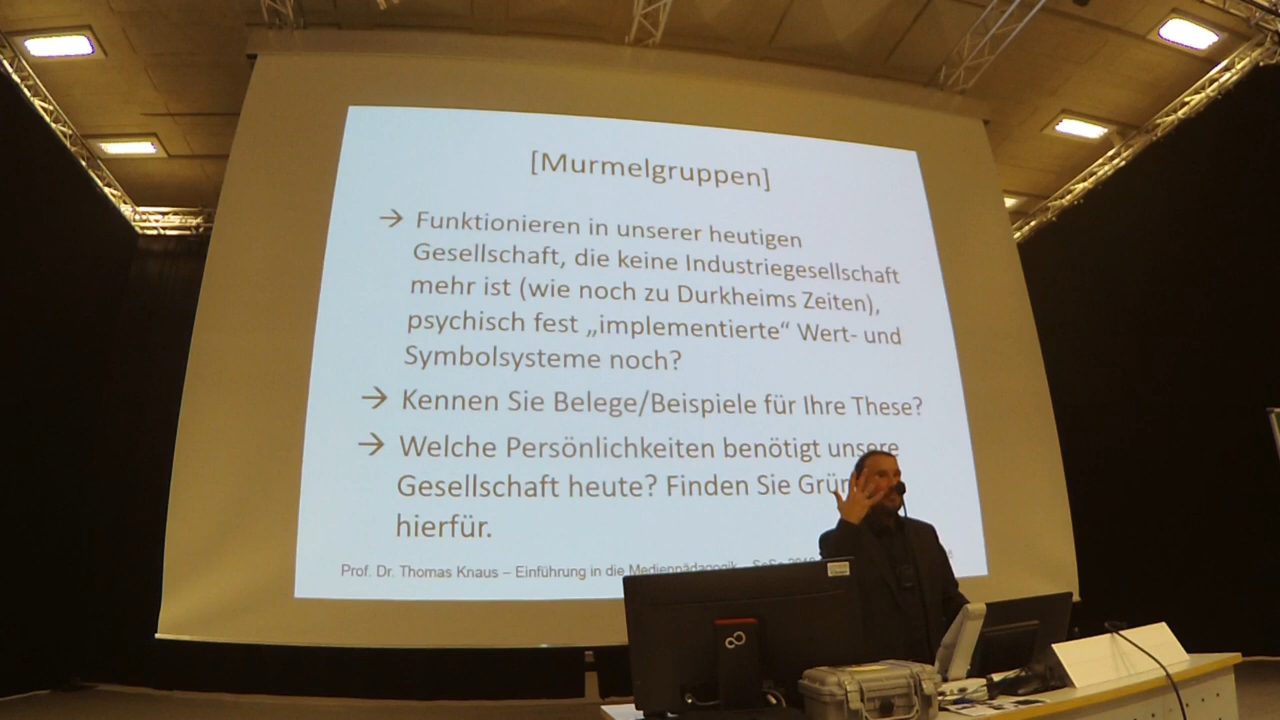 [Murmelgruppen]
→ Funktionieren in unserer heutigen
Gesellschaft, die keine Industriegesellschaft
mehr ist (wie noch zu Durkheims Zeiten),
psychisch fest „implementierte“ Wert- und
Symbolsysteme noch?
→ Kennen Sie Belege/Beispiele für Ihre These?
→ Welche Persönlichkeiten benötigt unsere
Gesellschaft heute? Finden Sie
hierfür.
Prof. Dr. Thomas Knaus – Einführung in die Medienpädagogik – SoSe